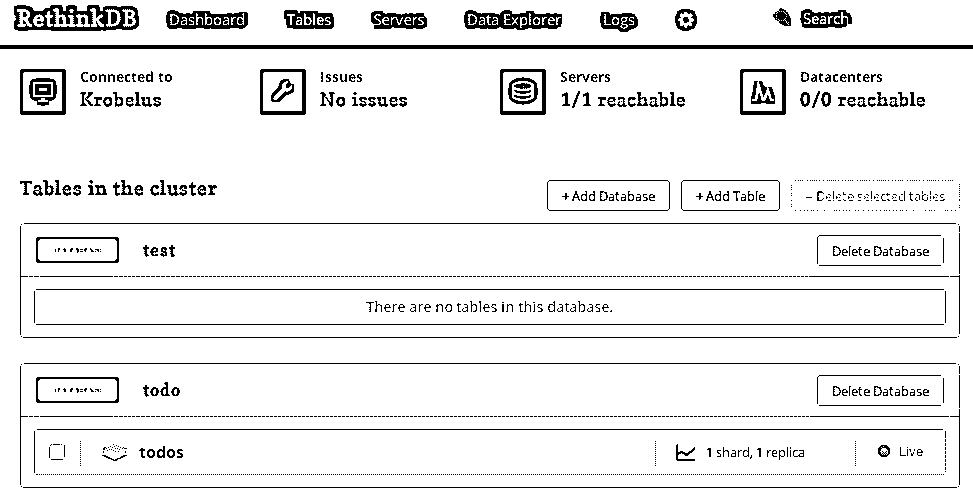 RethinkDB Dashboard Tables Servers Data Explorer Logs Search
Connected to Issues Servers Datacenters
Krobelus No issues 1/1 reachable 0/0 reachable
Tables in the cluster + Add Database + Add Table – Delete selected tables
test Delete Database
There are no tables in this database.
todo Delete Database
todos 1 shard, 1 replica Live